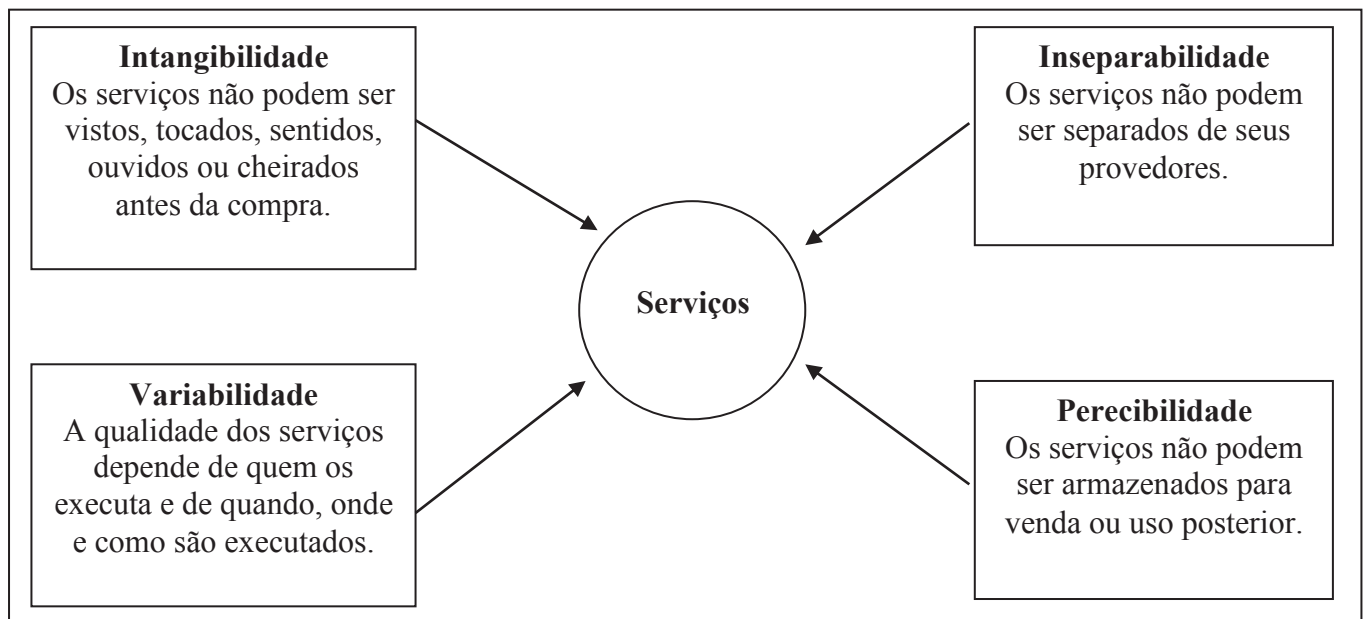 Intangibilidade
Os serviços não podem ser
vistos, tocados, sentidos,
ouvidos ou cheirados
antes da compra.
Inseparabilidade
Os serviços não podem
ser separados de seus
provedores.
Serviços
Variabilidade
A qualidade dos serviços
depende de quem os
executa e de quando, onde
e como são executados.
Perecibilidade
Os serviços não podem
ser armazenados para
venda ou uso posterior.